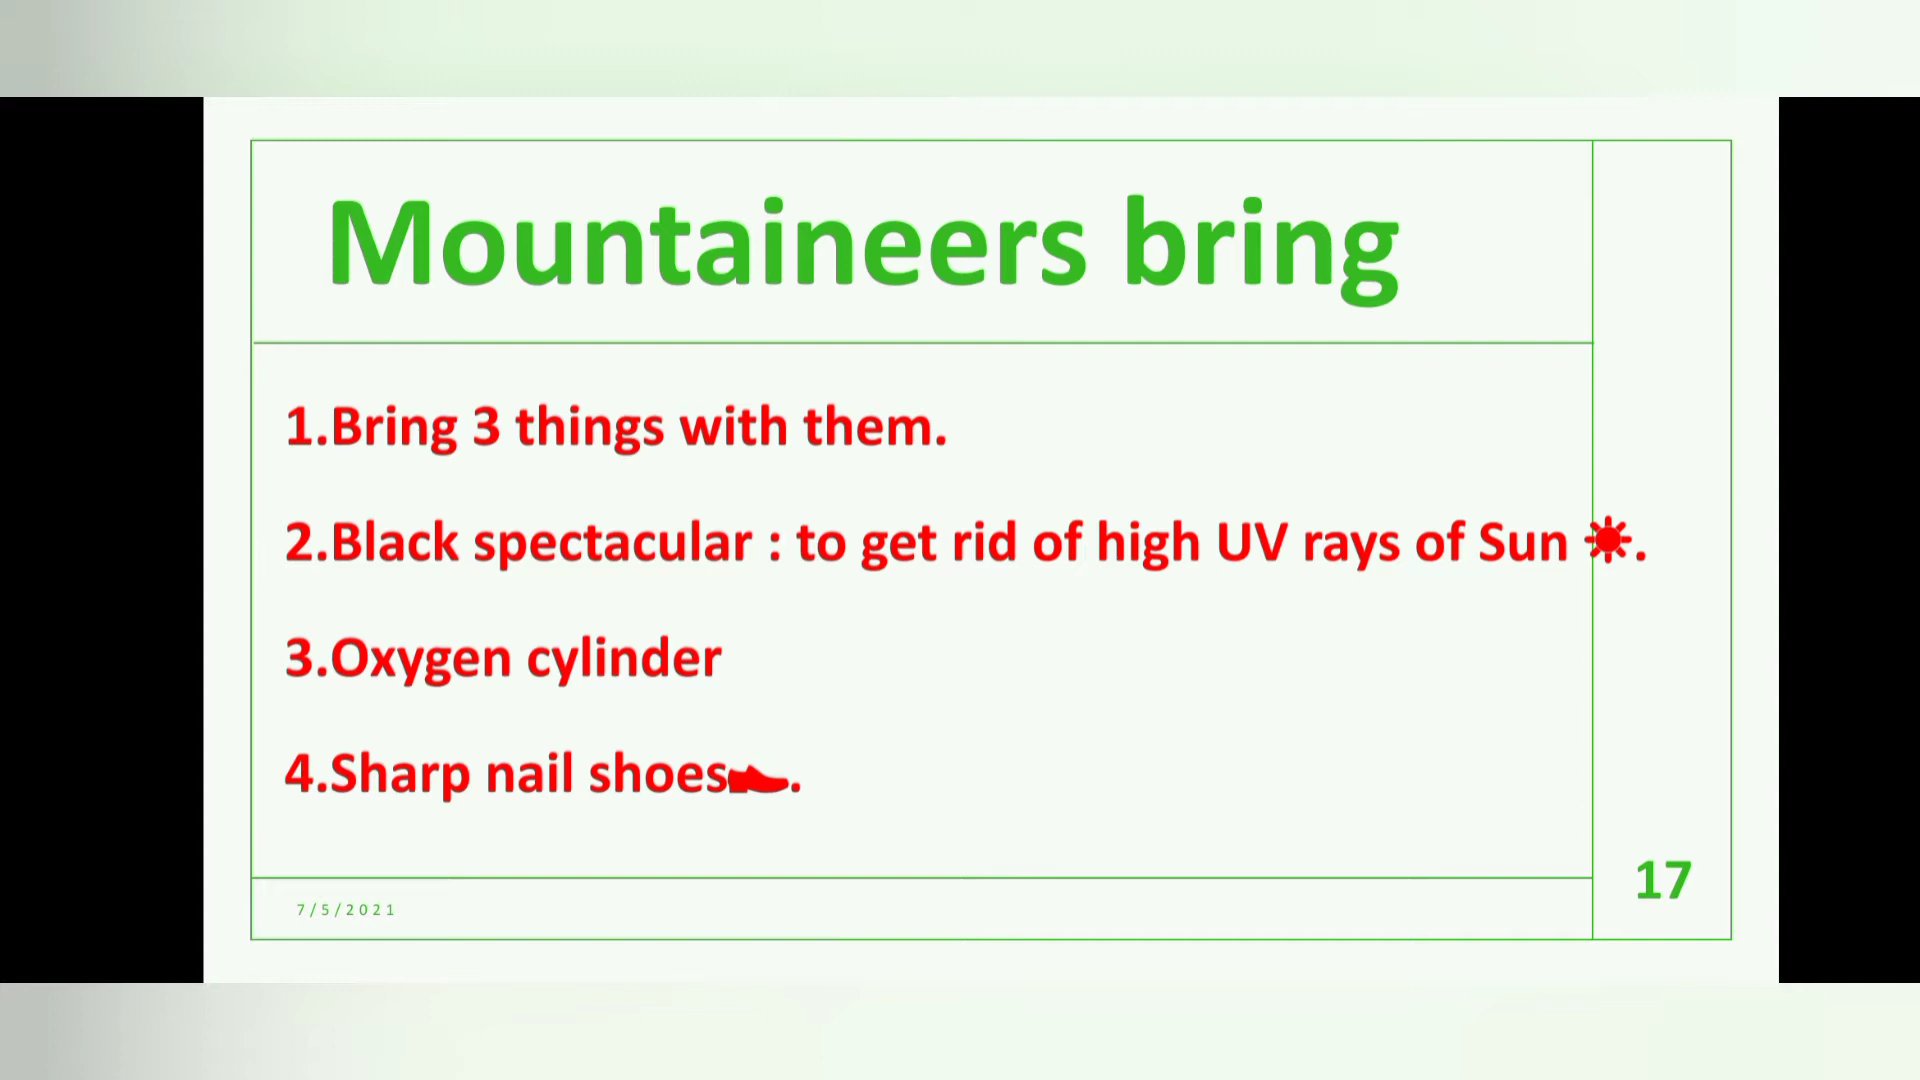 Mountaineers bring
1.Bring 3 things with them.
2.Black spectacular : to get rid of high UV rays of Sun ☀.
3.Oxygen cylinder
4.Sharp nail shoes👞.
7/5/2021
17